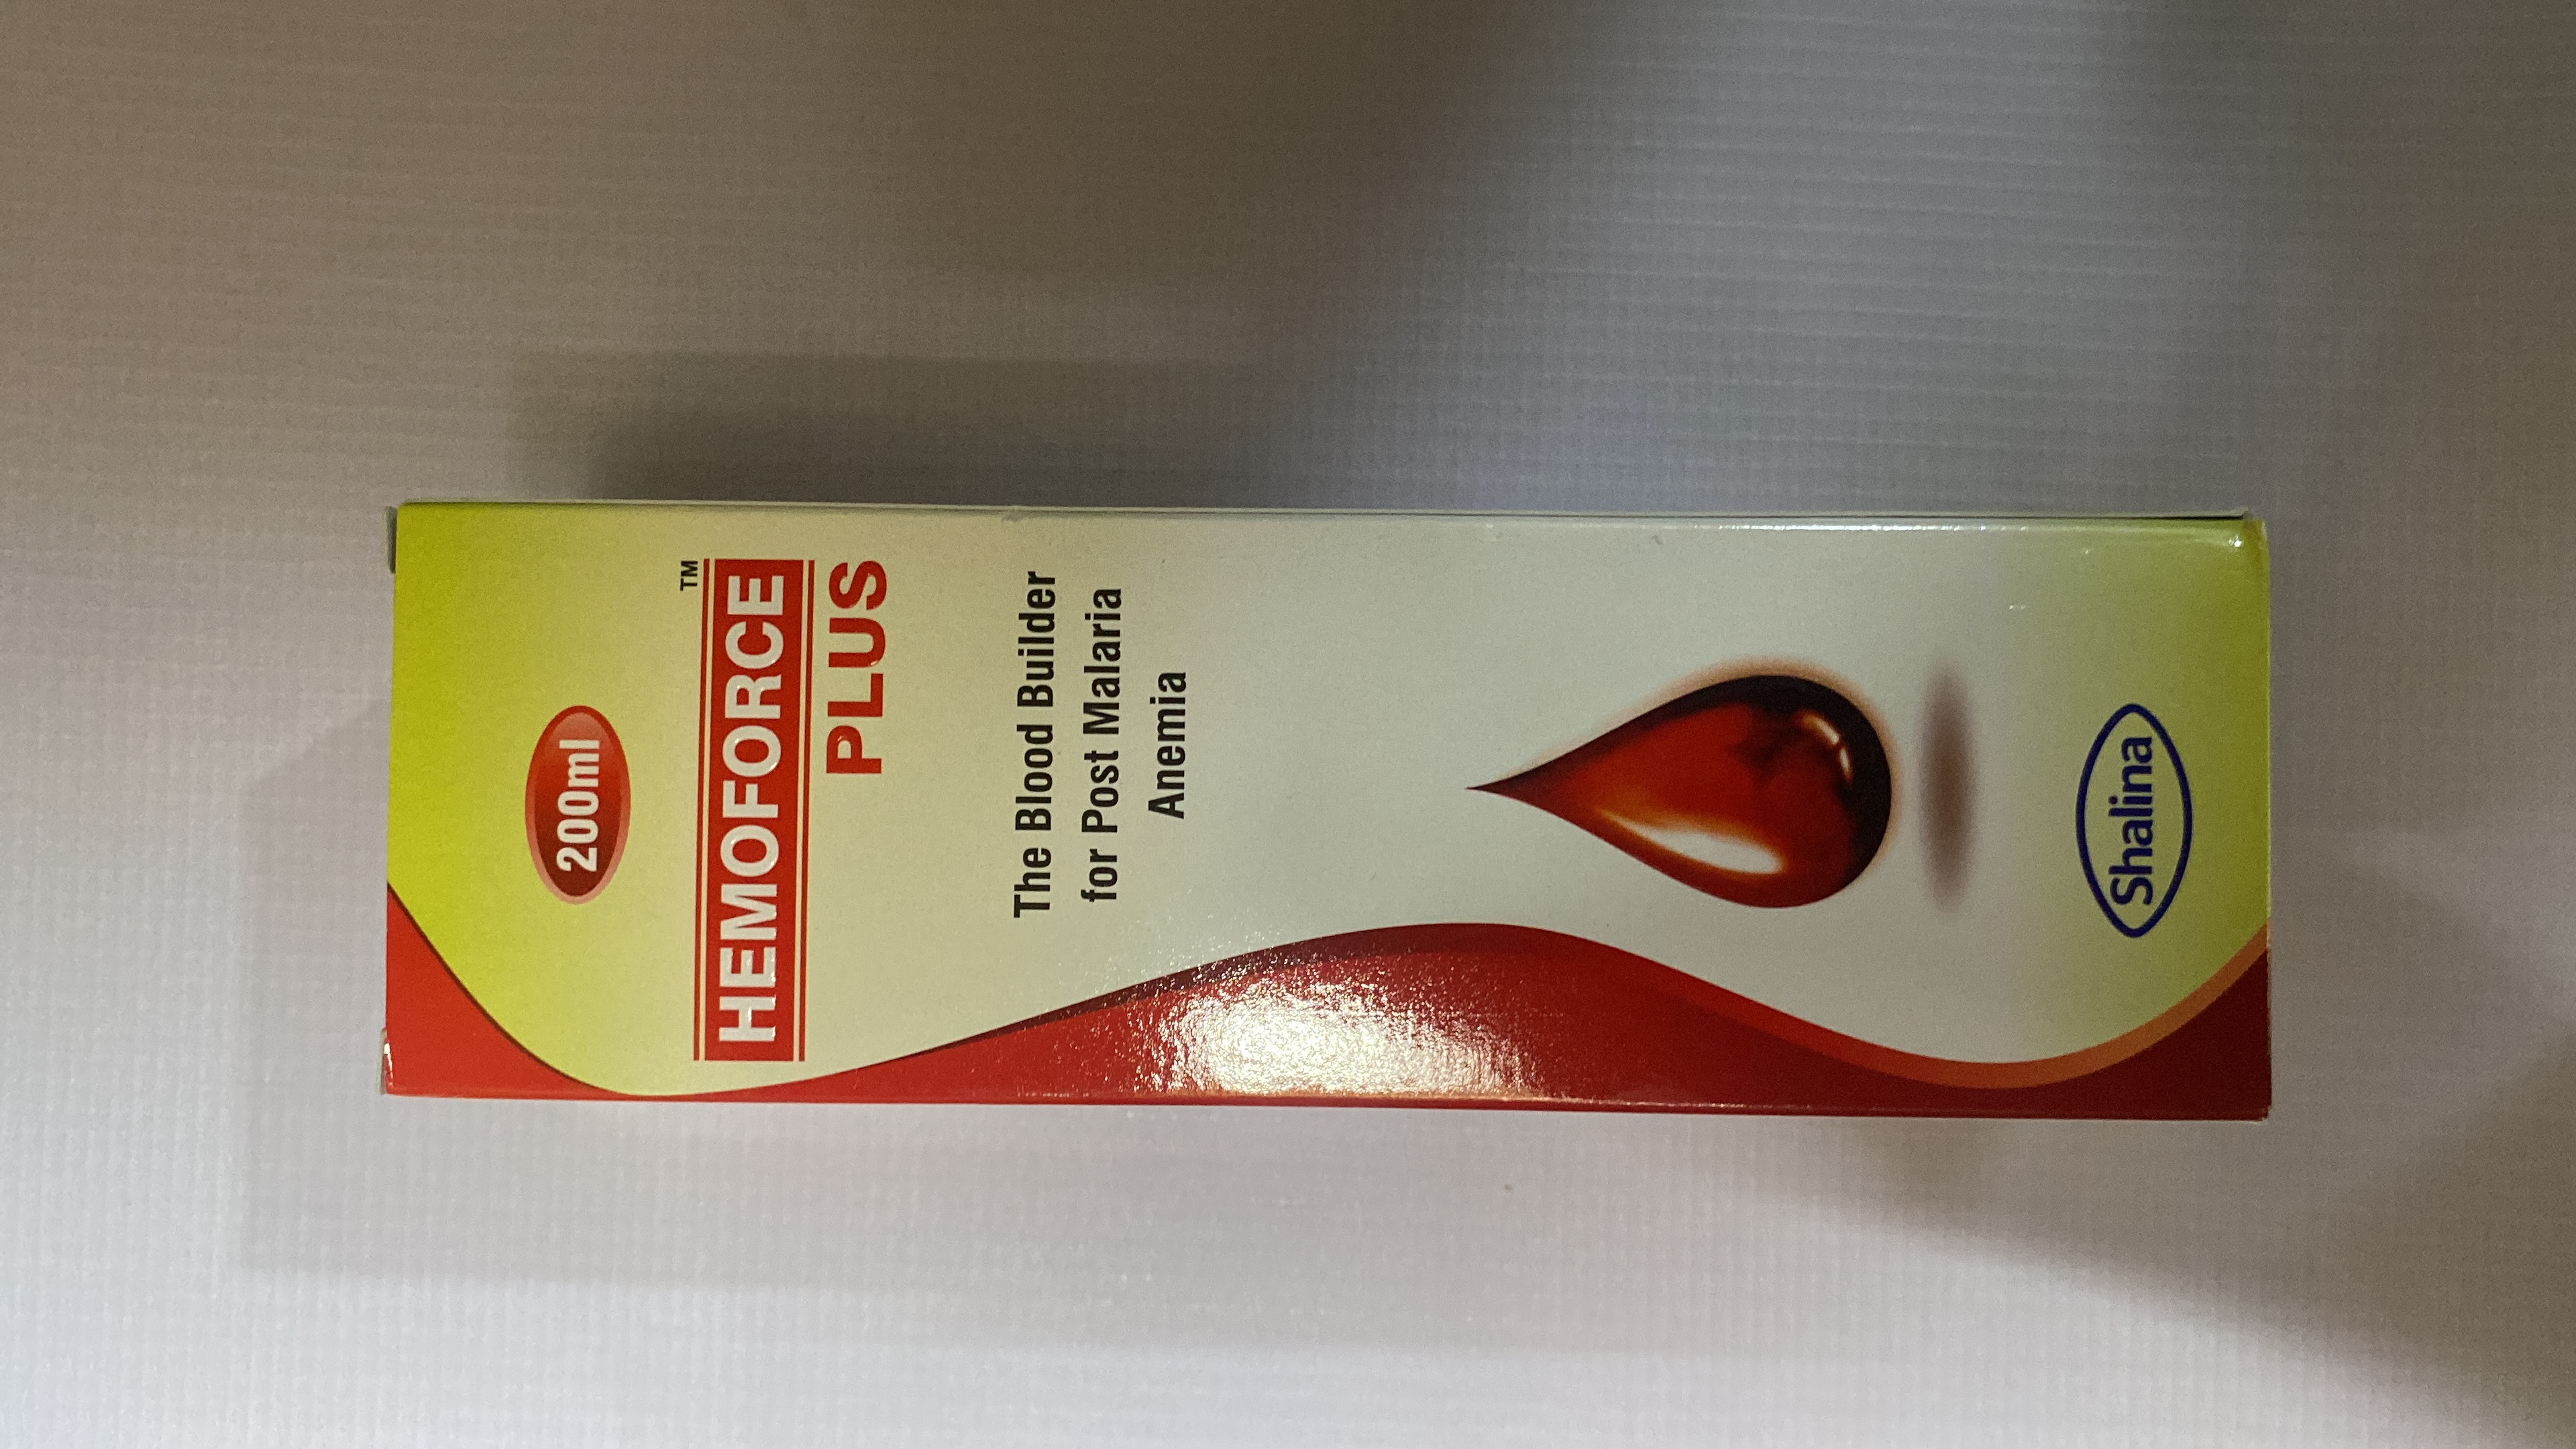 200ml
HEMOFORCE™
PLUS
The Blood Builder
for Post Malaria
Anemia
Shalina